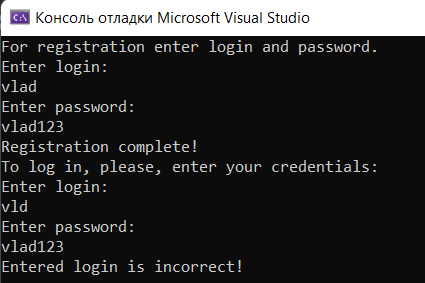 Консоль отладки Microsoft Visual Studio
For registration enter login and password.
Enter login:
vlad
Enter password:
vlad123
Registration complete!
To log in, please, enter your credentials:
Enter login:
vld
Enter password:
vlad123
Entered login is incorrect!